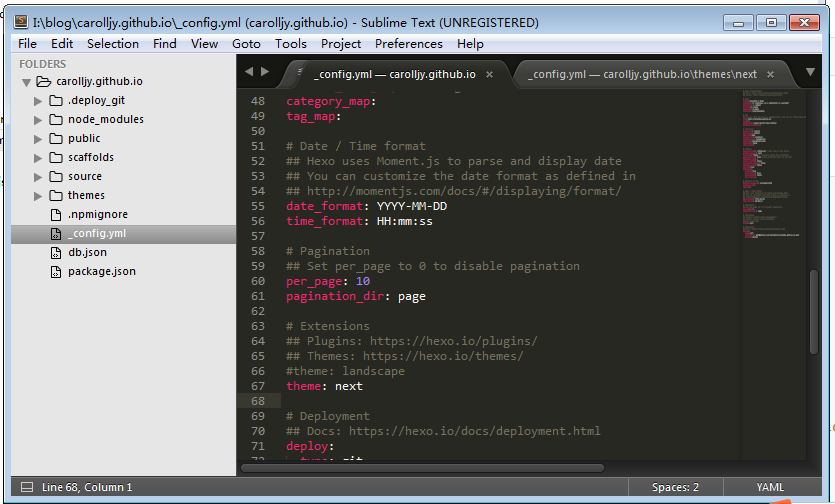 I:\blog\carolljy.github.io\_config.yml (carolljy.github.io) - Sublime Text (UNREGISTERED)
File Edit Selection Find View Goto Tools Project Preferences Help
FOLDERS
carolljy.github.io
.deploy_git
node_modules
public
scaffolds
source
themes
.npmignore
_config.yml
db.json
package.json
_config.yml — carolljy.github.io
_config.yml — carolljy.github.io\themes\next
48 category_map:
49 tag_map:
50
51 # Date / Time format
52 ## Hexo uses Moment.js to parse and display date
53 ## You can customize the date format as defined in
54 ## http://momentjs.com/docs/#/displaying/format/
55 date_format: YYYY-MM-DD
56 time_format: HH:mm:ss
57
58 # Pagination
59 ## Set per_page to 0 to disable pagination
60 per_page: 10
61 pagination_dir: page
62
63 # Extensions
64 ## Plugins: https://hexo.io/plugins/
65 ## Themes: https://hexo.io/themes/
66 #theme: landscape
67 theme: next
68
69 # Deployment
70 ## Docs: https://hexo.io/docs/deployment.html
71 deploy:
Line 68, Column 1
Spaces: 2
YAML